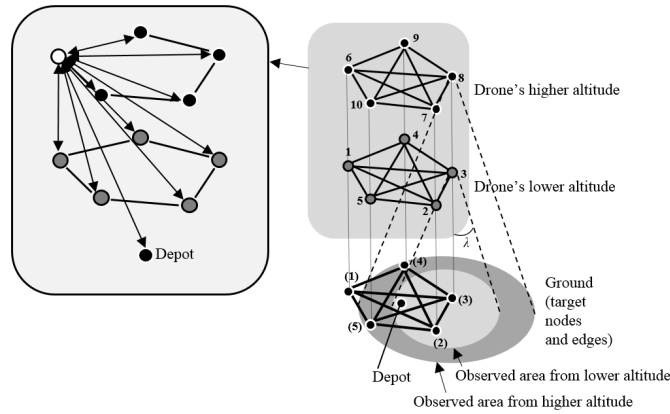 9
6
8
Drone's higher altitude
10
7
4
1
3
Drone's lower altitude
5
2
Depot
λ
(4)
(1)
Ground
(target
nodes
and edges)
(3)
(5)
(2)
Depot
Observed area from lower altitude
Observed area from higher altitude